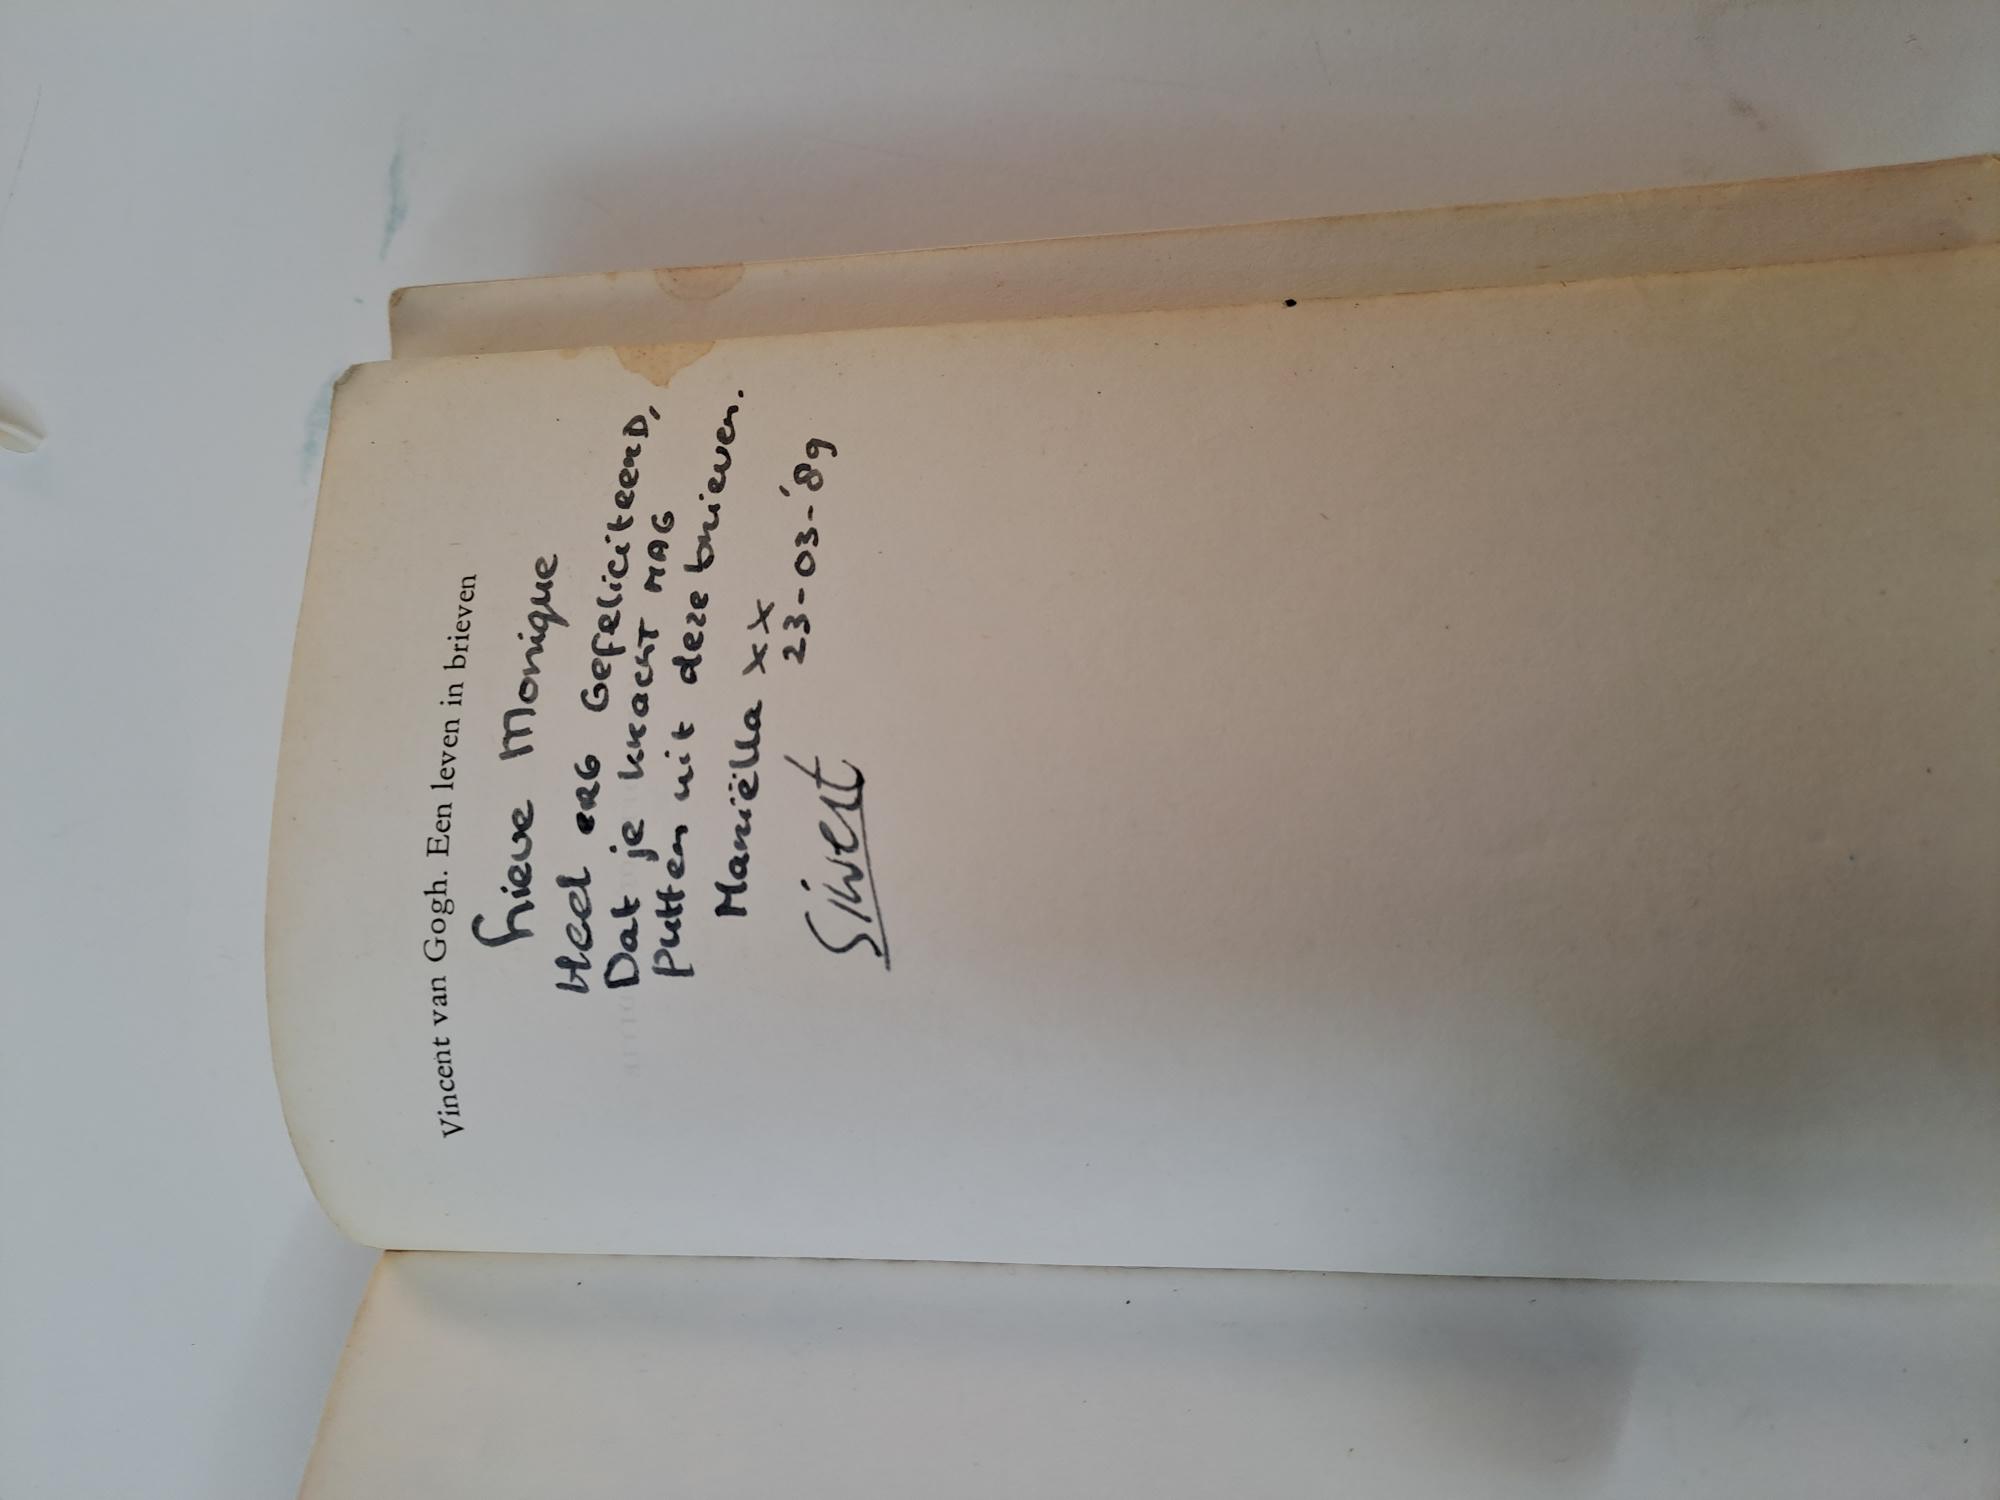 Vincent van Gogh. Een leven in brieven
Lieve Monique
Heel erg Gefeliciteerd,
Dat je kracht MAG
putten uit deze brieven.
Mariëlla xx
23-03-'89
Siwert